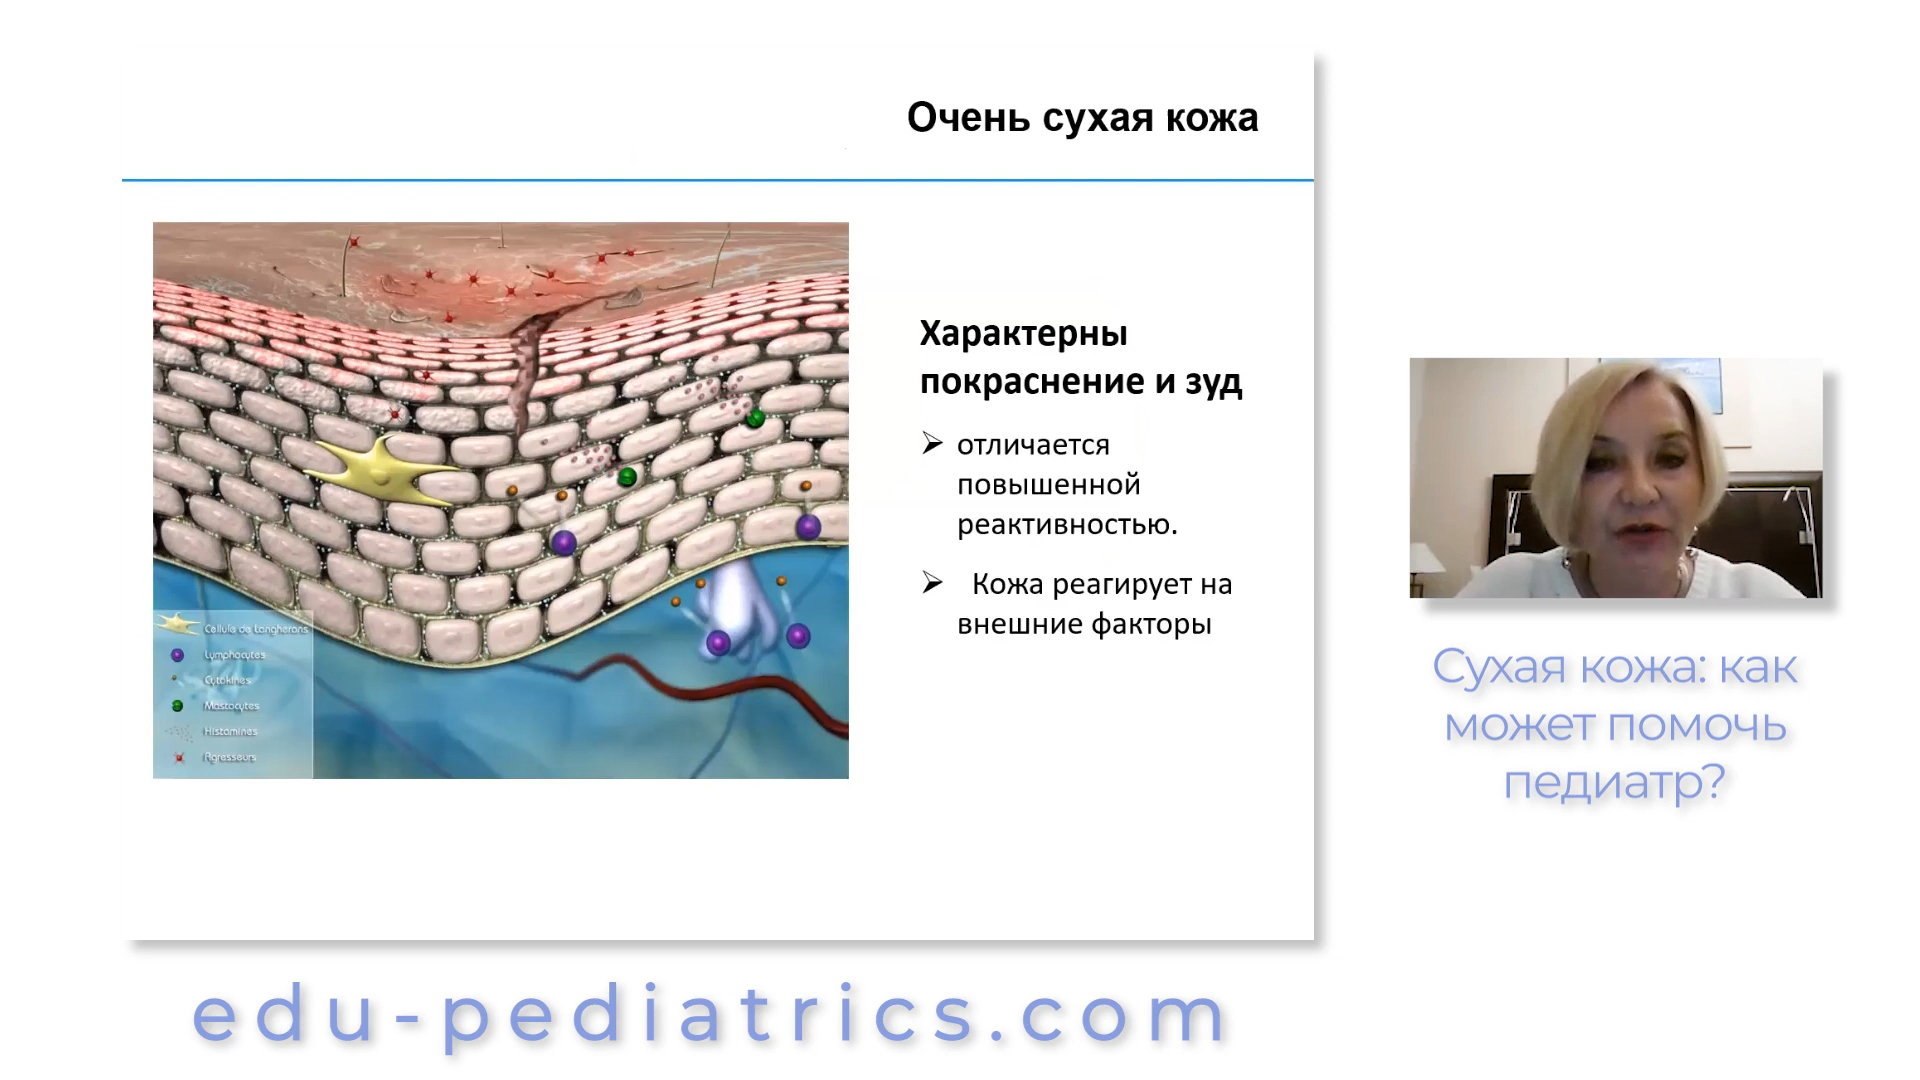 Очень сухая кожа
Характерны
покраснение и зуд
отличается
повышенной
реактивностью.
Кожа реагирует на
внешние факторы
Cellule de Langherans
Lymphocytes
Cytokines
Mastocytes
Histamines
Agresseurs
Сухая кожа: как
может помочь
педиатр?
edu-pediatrics.com